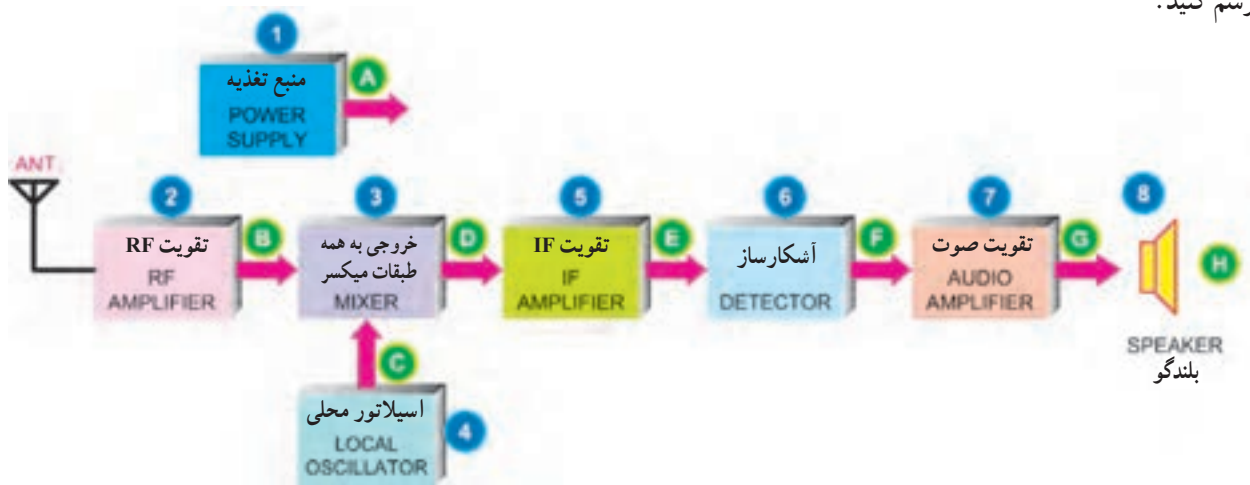 رسم کنید.
1
منبع تغذیه
POWER
SUPPLY
A
ANT.
2
تقویت RF
RF
AMPLIFIER
B
3
خروجی به همه
طبقات میکسر
MIXER
D
5
تقویت IF
IF
AMPLIFIER
E
6
آشکارساز
DETECTOR
F
7
تقویت صوت
AUDIO
AMPLIFIER
G
8
H
SPEAKER
بلندگو
C
اسیلاتور محلی
LOCAL
OSCILLATOR
4